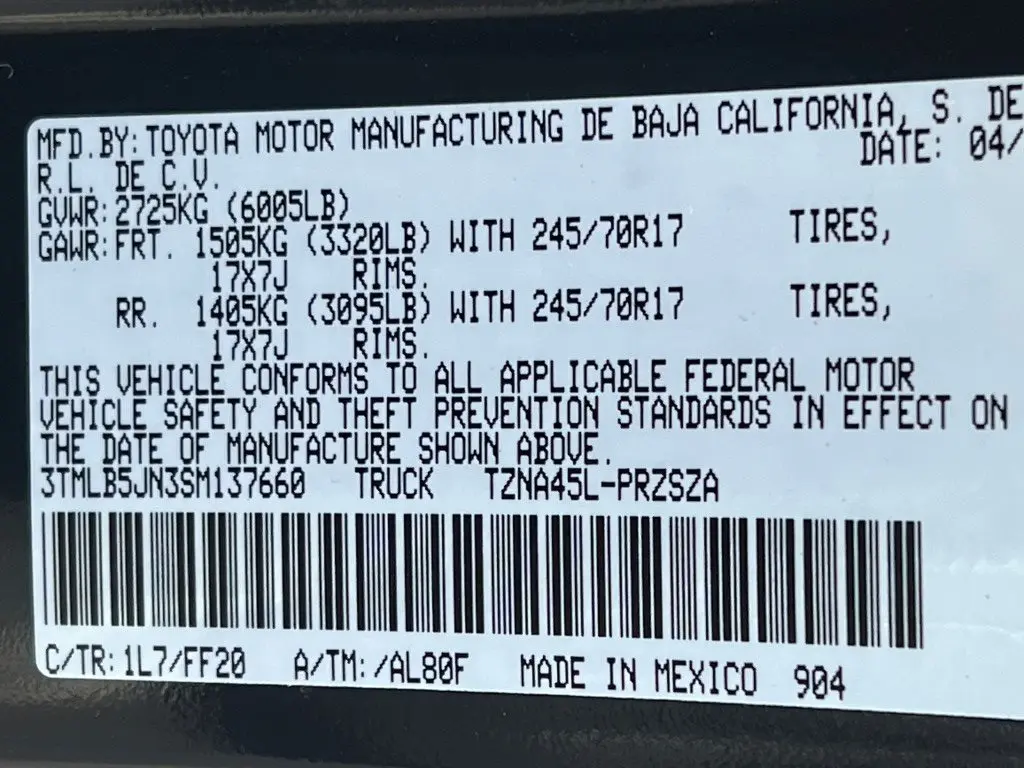 MFD.BY: TOYOTA MOTOR MANUFACTURING DE BAJA CALIFORNIA, S. DE
R.L. DE C.V.
DATE: 04/
GVWR: 2725KG (6005LB)
GAWR: FRT. 1505KG (3320LB) WITH 245/70R17 TIRES,
17X7J RIMS.
RR. 1405KG (3095LB) WITH 245/70R17 TIRES,
17X7J RIMS.
THIS VEHICLE CONFORMS TO ALL APPLICABLE FEDERAL MOTOR
VEHICLE SAFETY AND THEFT PREVENTION STANDARDS IN EFFECT ON
THE DATE OF MANUFACTURE SHOWN ABOVE.
3TMLB5JN3SM137660 TRUCK TZNA45L-PRZSZA
C/TR: 1L7/FF20 A/TM: /AL80F MADE IN MEXICO 904